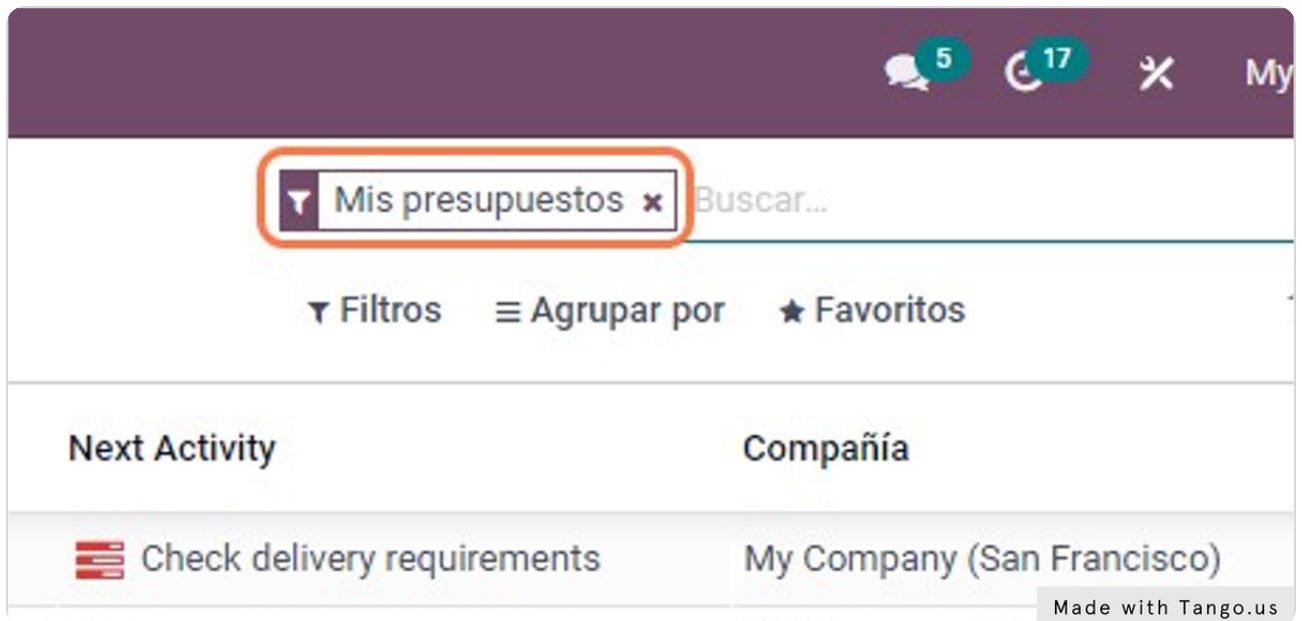 5 17 My
Mis presupuestos × Buscar...
Filtros Agrupar por Favoritos
Next Activity Compañía
Check delivery requirements My Company (San Francisco)
Made with Tango.us